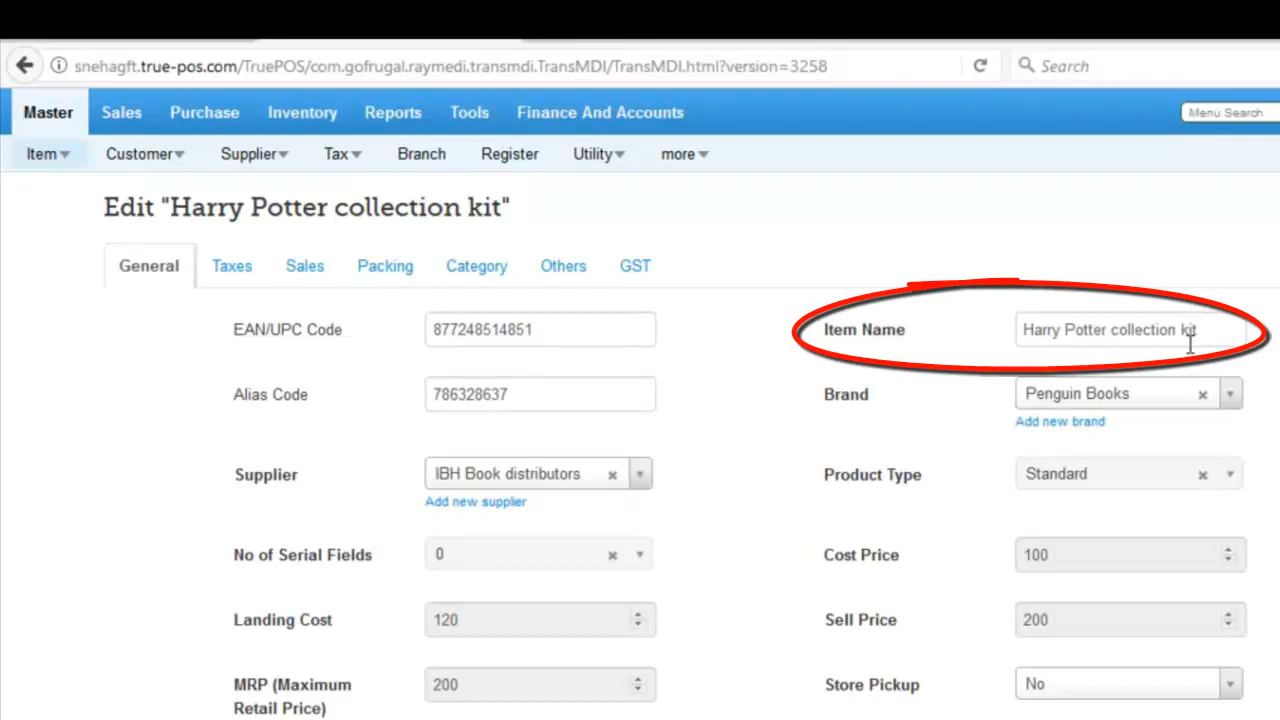 snehagft.true-pos.com/TruePOS/com.gofrugal.raymedi.transmdi.TransMDI/TransMDI.html?version=3258
Search
Master Sales Purchase Inventory Reports Tools Finance And Accounts Menu Search
Item Customer Supplier Tax Branch Register Utility more
Edit "Harry Potter collection kit"
General Taxes Sales Packing Category Others GST
EAN/UPC Code 877248514851 Item Name Harry Potter collection kit
Alias Code 786328637 Brand Penguin Books
Add new brand
Supplier IBH Book distributors Product Type Standard
Add new supplier
No of Serial Fields 0 Cost Price 100
Landing Cost 120 Sell Price 200
MRP (Maximum 200 Store Pickup No
Retail Price)